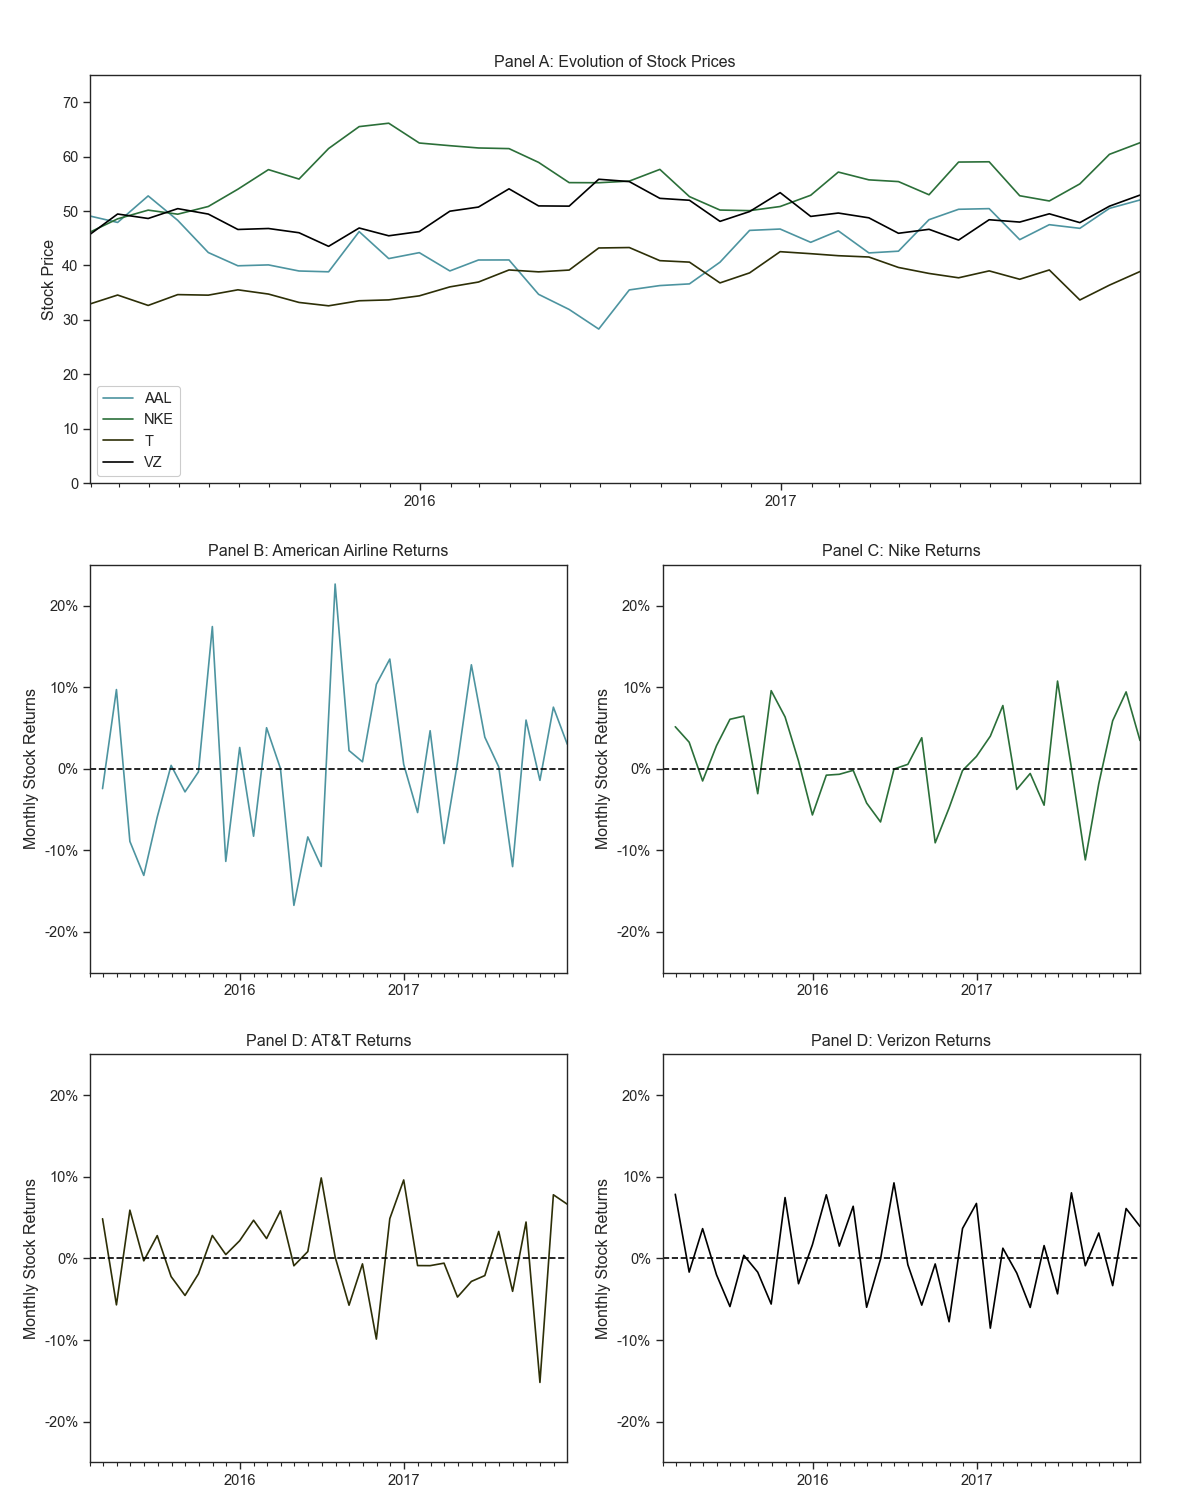 Panel A: Evolution of Stock Prices
70
60
50
40
30
20
10
0
Stock Price
AAL
NKE
T
VZ
2016
2017
Panel B: American Airline Returns
20%
10%
0%
-10%
-20%
Monthly Stock Returns
2016
2017
Panel C: Nike Returns
20%
10%
0%
-10%
-20%
Monthly Stock Returns
2016
2017
Panel D: AT&T Returns
20%
10%
0%
-10%
-20%
Monthly Stock Returns
2016
2017
Panel D: Verizon Returns
20%
10%
0%
-10%
-20%
Monthly Stock Returns
2016
2017